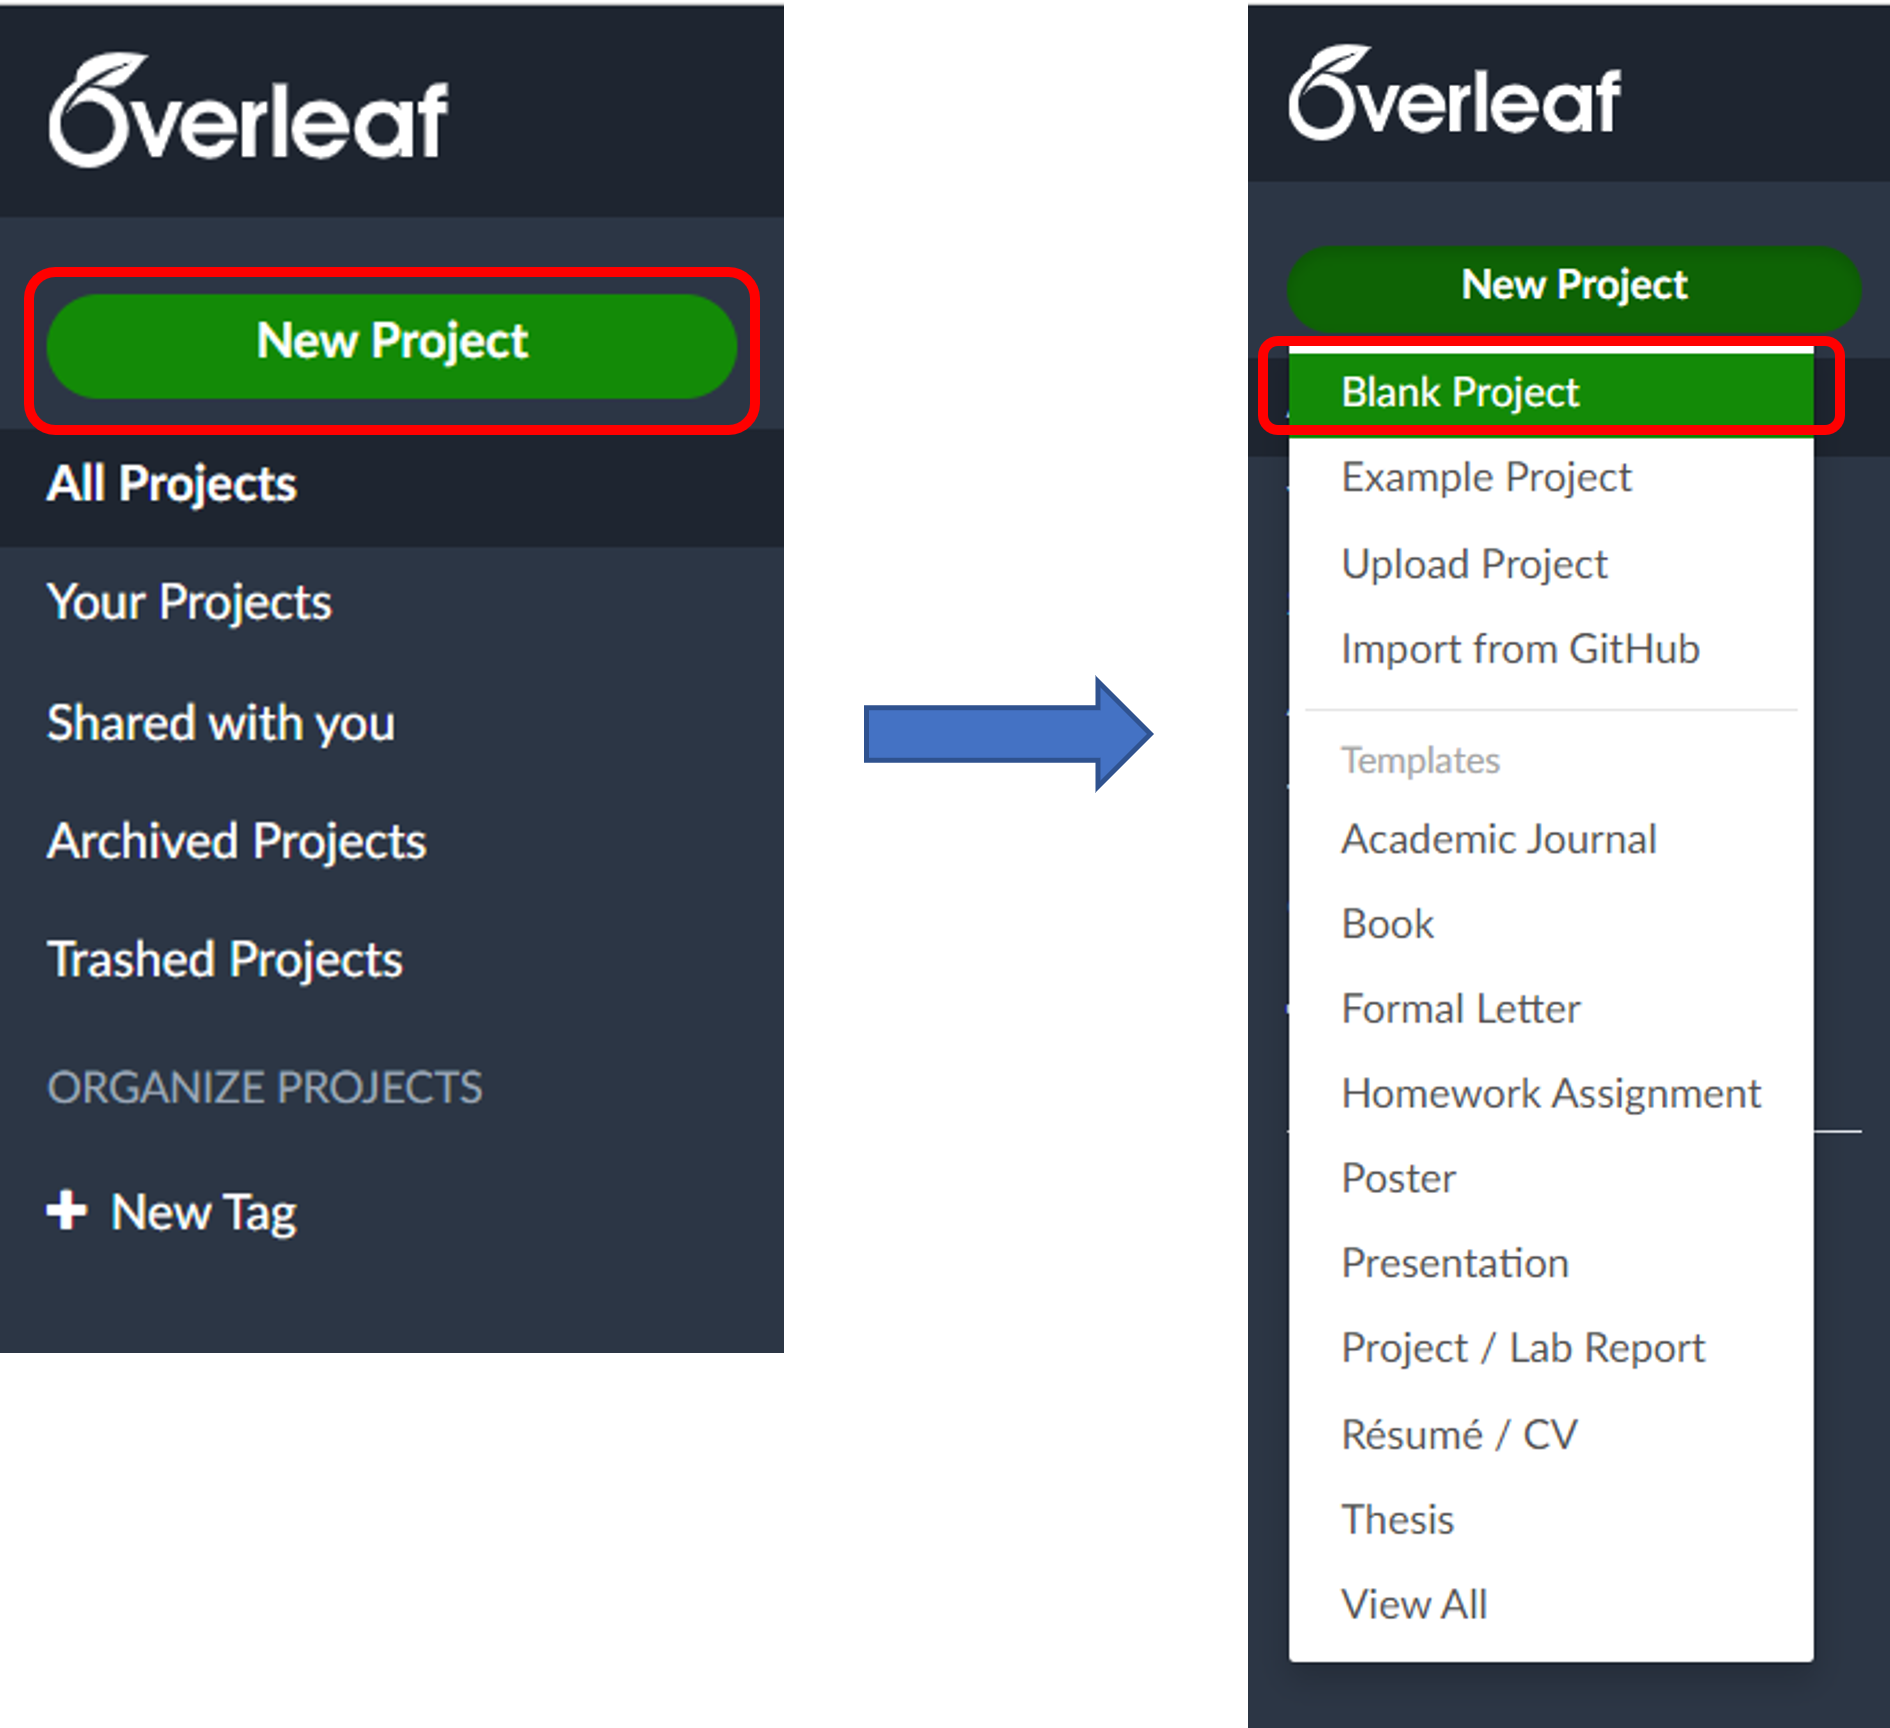 Overleaf
New Project
All Projects
Your Projects
Shared with you
Archived Projects
Trashed Projects
ORGANIZE PROJECTS
New Tag
Overleaf
New Project
Blank Project
Example Project
Upload Project
Import from GitHub
Templates
Academic Journal
Book
Formal Letter
Homework Assignment
Poster
Presentation
Project / Lab Report
Résumé / CV
Thesis
View All